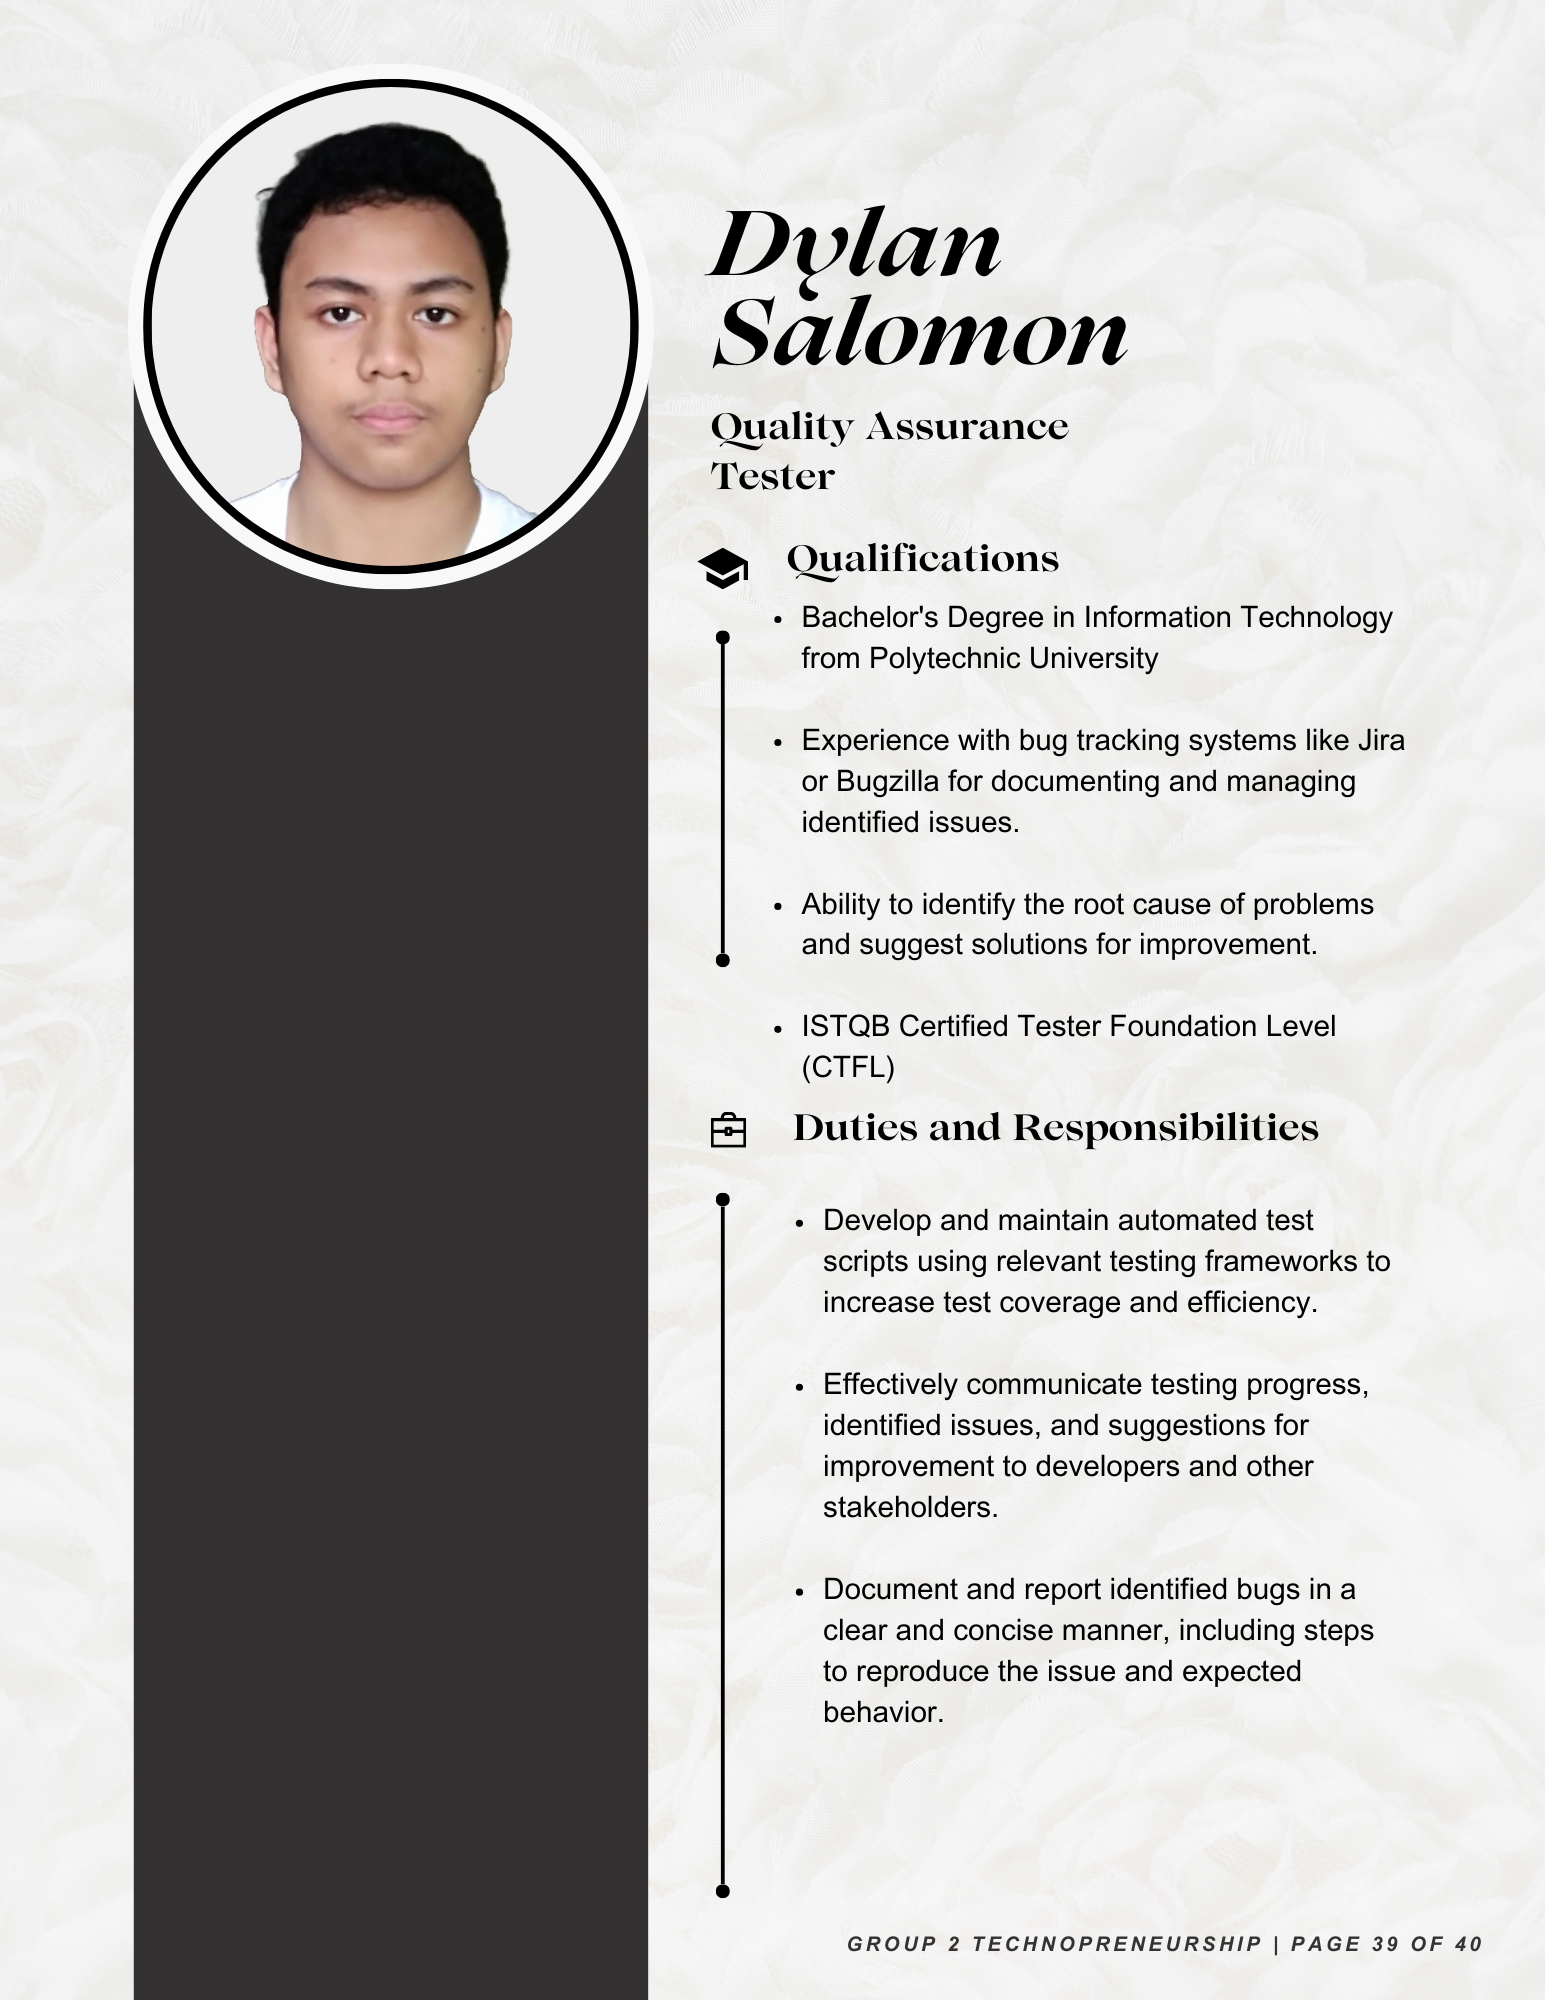 Dylan
Salomon
Quality Assurance
Tester
Qualifications
• Bachelor's Degree in Information Technology
from Polytechnic University
• Experience with bug tracking systems like Jira
or Bugzilla for documenting and managing
identified issues.
• Ability to identify the root cause of problems
and suggest solutions for improvement.
• ISTQB Certified Tester Foundation Level
(CTFL)
Duties and Responsibilities
• Develop and maintain automated test
scripts using relevant testing frameworks to
increase test coverage and efficiency.
• Effectively communicate testing progress,
identified issues, and suggestions for
improvement to developers and other
stakeholders.
• Document and report identified bugs in a
clear and concise manner, including steps
to reproduce the issue and expected
behavior.
GROUP 2 TECHNOPRENEURSHIP | PAGE 39 OF 40